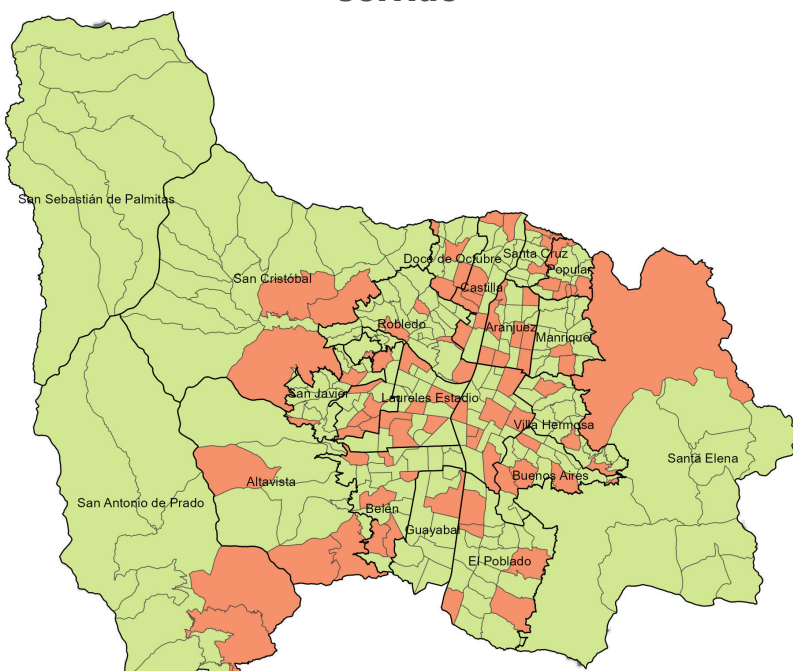 San Sebastián de Palmitas
Doce de Octubre
Santa Cruz
Popular
San Cristóbal
Castilla
Robledo
Aranjuez
Manrique
San Javier
Laureles Estadio
Villa Hermosa
Santa Elena
Buenos Aires
Altavista
San Antonio de Prado
Belén
Guayabal
El Poblado